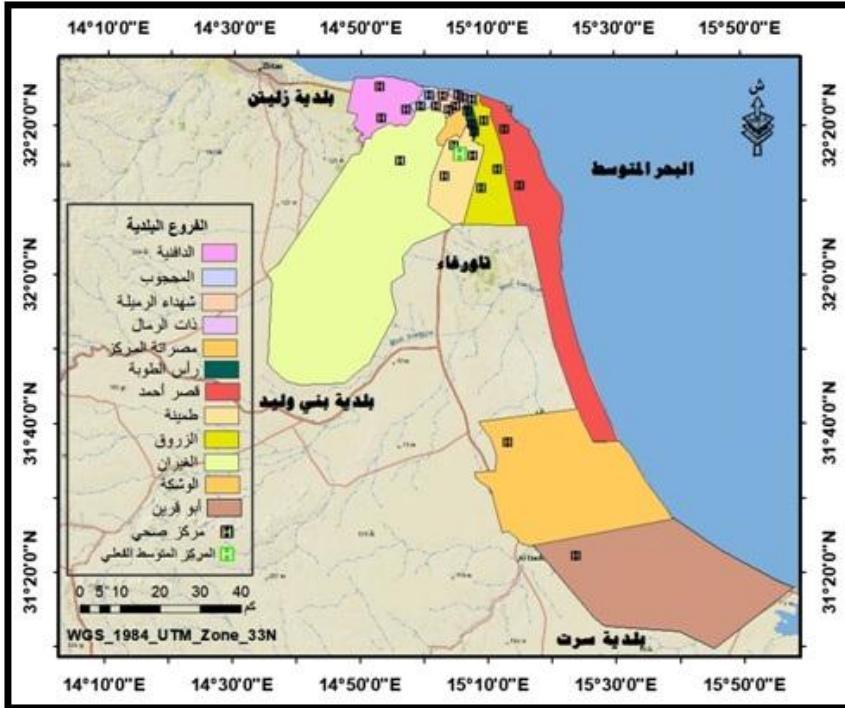 14°10'0"E 14°30'0"E 14°50'0"E 15°10'0"E 15°30'0"E 15°50'0"E
32°20'0"N
32°0'0"N
31°40'0"N
31°20'0"N
32°20'0"N
32°0'0"N
31°40'0"N
31°20'0"N
ش
بلدية زليتن
البحر المتوسط
تاورغاء
بلدية بني وليد
بلدية سرت
الفروع البلدية
الدافنية
المحجوب
شهداء الرميلة
ذات الرمال
مصراتة المركز
رأس الطوبة
قصر أحمد
طمينة
الزروق
الغيران
الوشكة
أبو قرين
مركز صحي
المركز المتوسط الفعلي
0 5 10 20 30 40
كم
WGS_1984_UTM_Zone_33N
14°10'0"E 14°30'0"E 14°50'0"E 15°10'0"E 15°30'0"E 15°50'0"E